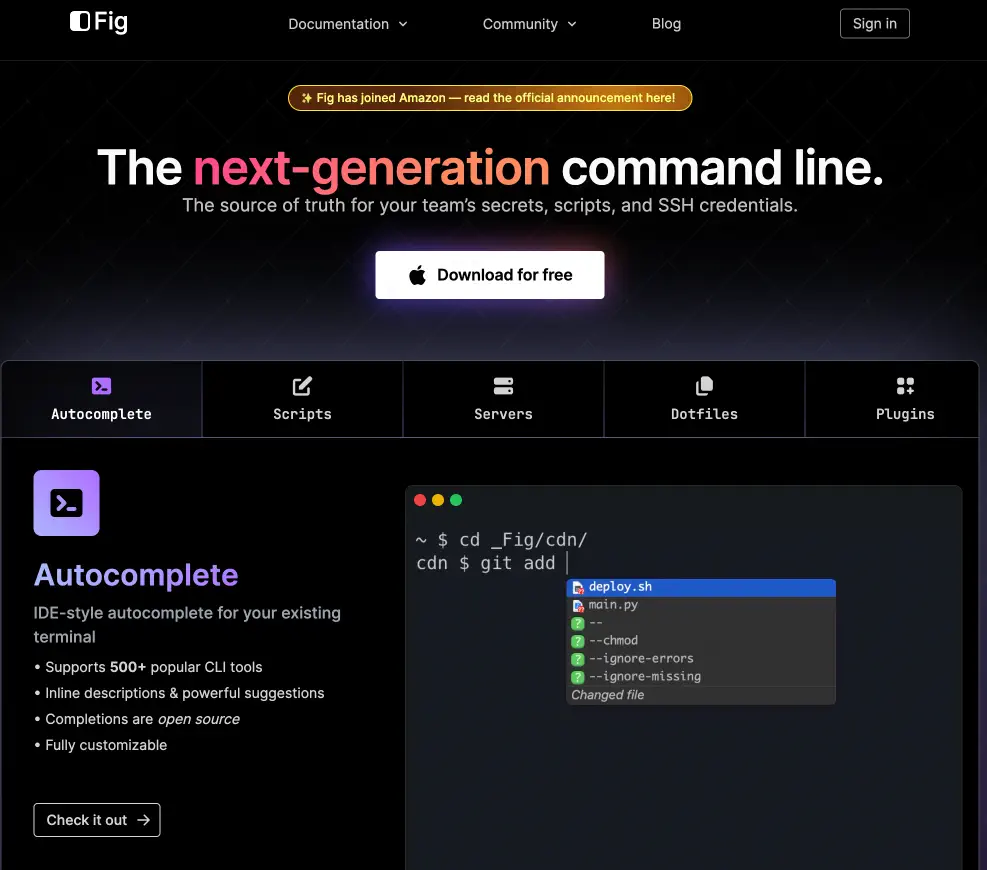 Fig
Documentation
Community
Blog
Sign in
✨ Fig has joined Amazon — read the official announcement here!
The next-generation command line.
The source of truth for your team's secrets, scripts, and SSH credentials.
Download for free
Autocomplete
Scripts
Servers
Dotfiles
Plugins
Autocomplete
IDE-style autocomplete for your existing
terminal
• Supports 500+ popular CLI tools
• Inline descriptions & powerful suggestions
• Completions are open source
• Fully customizable
Check it out →
~ $ cd _Fig/cdn/
cdn $ git add
deploy.sh
main.py
--
--chmod
--ignore-errors
--ignore-missing
Changed file